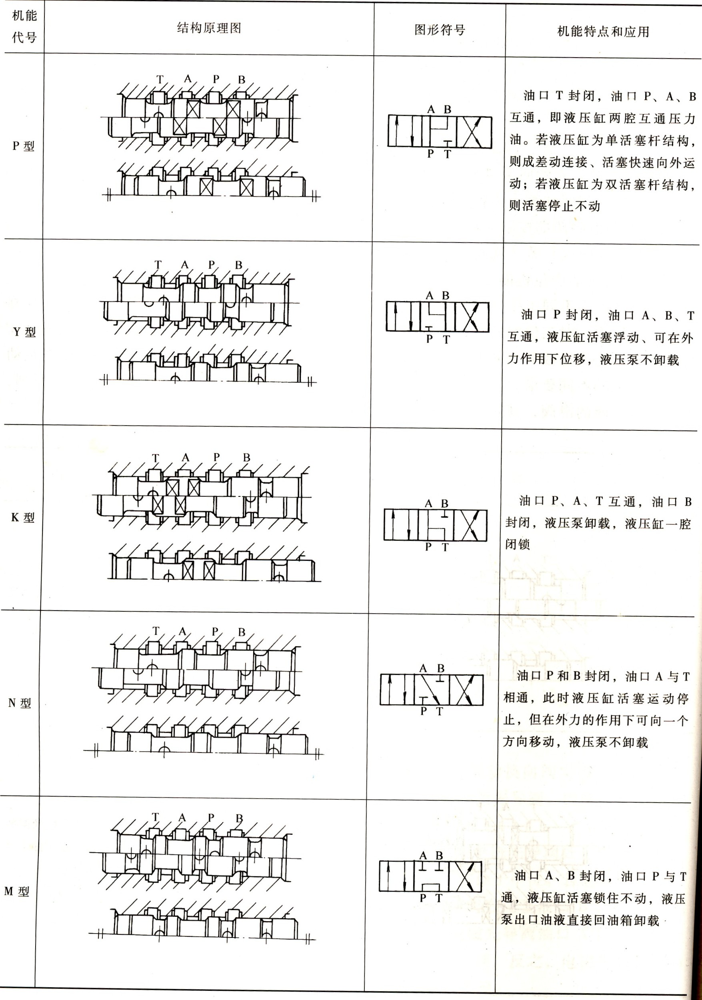 机能
代号
结构原理图
图形符号
机能特点和应用
P 型
T A P B
A B
P T
油口 T 封闭，油口 P、A、B
互通，即液压缸两腔互通压力
油。若液压缸为单活塞杆结构，
则成差动连接、活塞快速向外运
动；若液压缸为双活塞杆结构，
则活塞停止不动
Y 型
T A P B
A B
P T
油口 P 封闭，油口 A、B、T
互通，液压缸活塞浮动、可在外
力作用下位移，液压泵不卸载
K 型
T A P B
A B
P T
油口 P、A、T 互通，油口 B
封闭，液压泵卸载，液压缸一腔
闭锁
N 型
T A P B
A B
P T
油口 P 和 B 封闭，油口 A 与 T
相通，此时液压缸活塞运动停
止，但在外力的作用下可向一个
方向移动，液压泵不卸载
M 型
T A P B
A B
P T
油口 A、B 封闭，油口 P 与 T
通，液压缸活塞锁住不动，液压
泵出口油液直接回油箱卸载